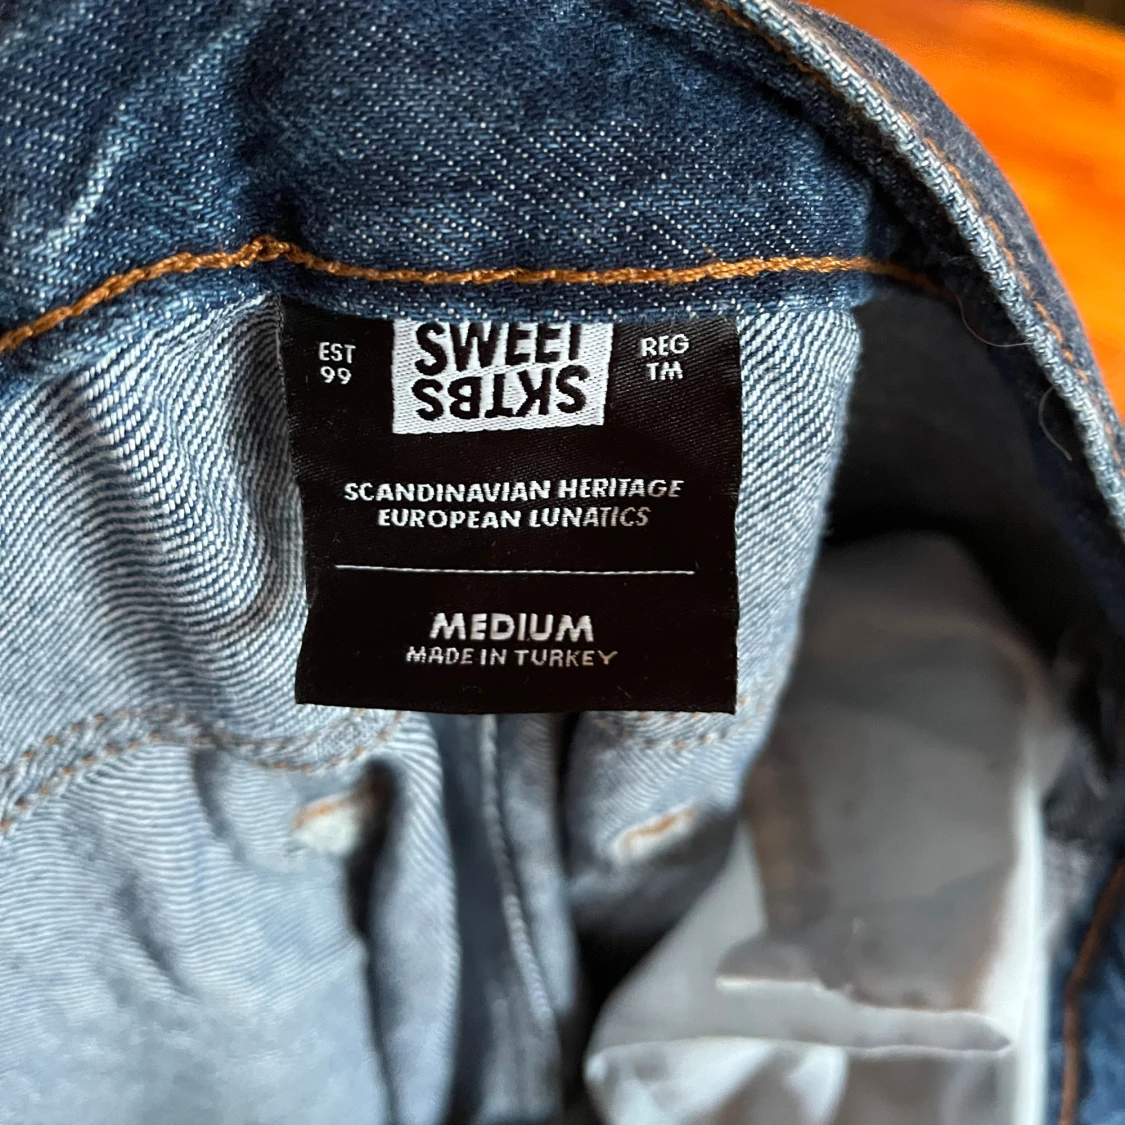 EST
99
SWEET
SKTBS
REG
TM
SCANDINAVIAN HERITAGE
EUROPEAN LUNATICS
MEDIUM
MADE IN TURKEY